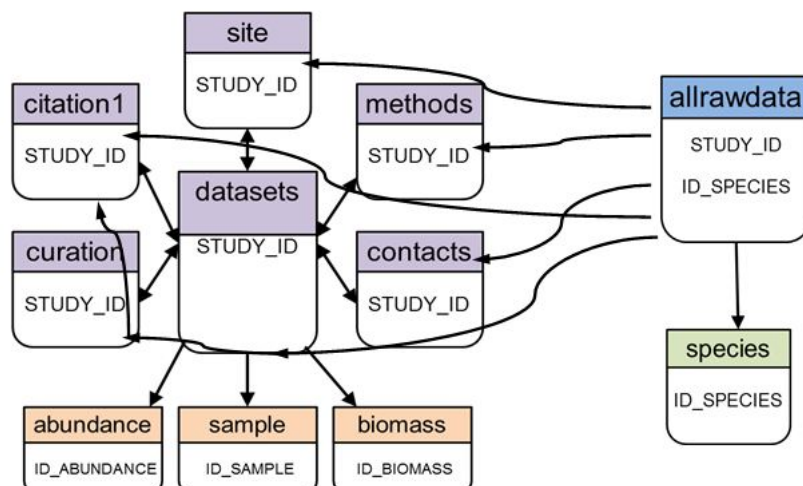 site
STUDY_ID
citation1
STUDY_ID
methods
STUDY_ID
allrawdata
STUDY_ID
ID_SPECIES
datasets
STUDY_ID
curation
STUDY_ID
contacts
STUDY_ID
species
ID_SPECIES
abundance
ID_ABUNDANCE
sample
ID_SAMPLE
biomass
ID_BIOMASS